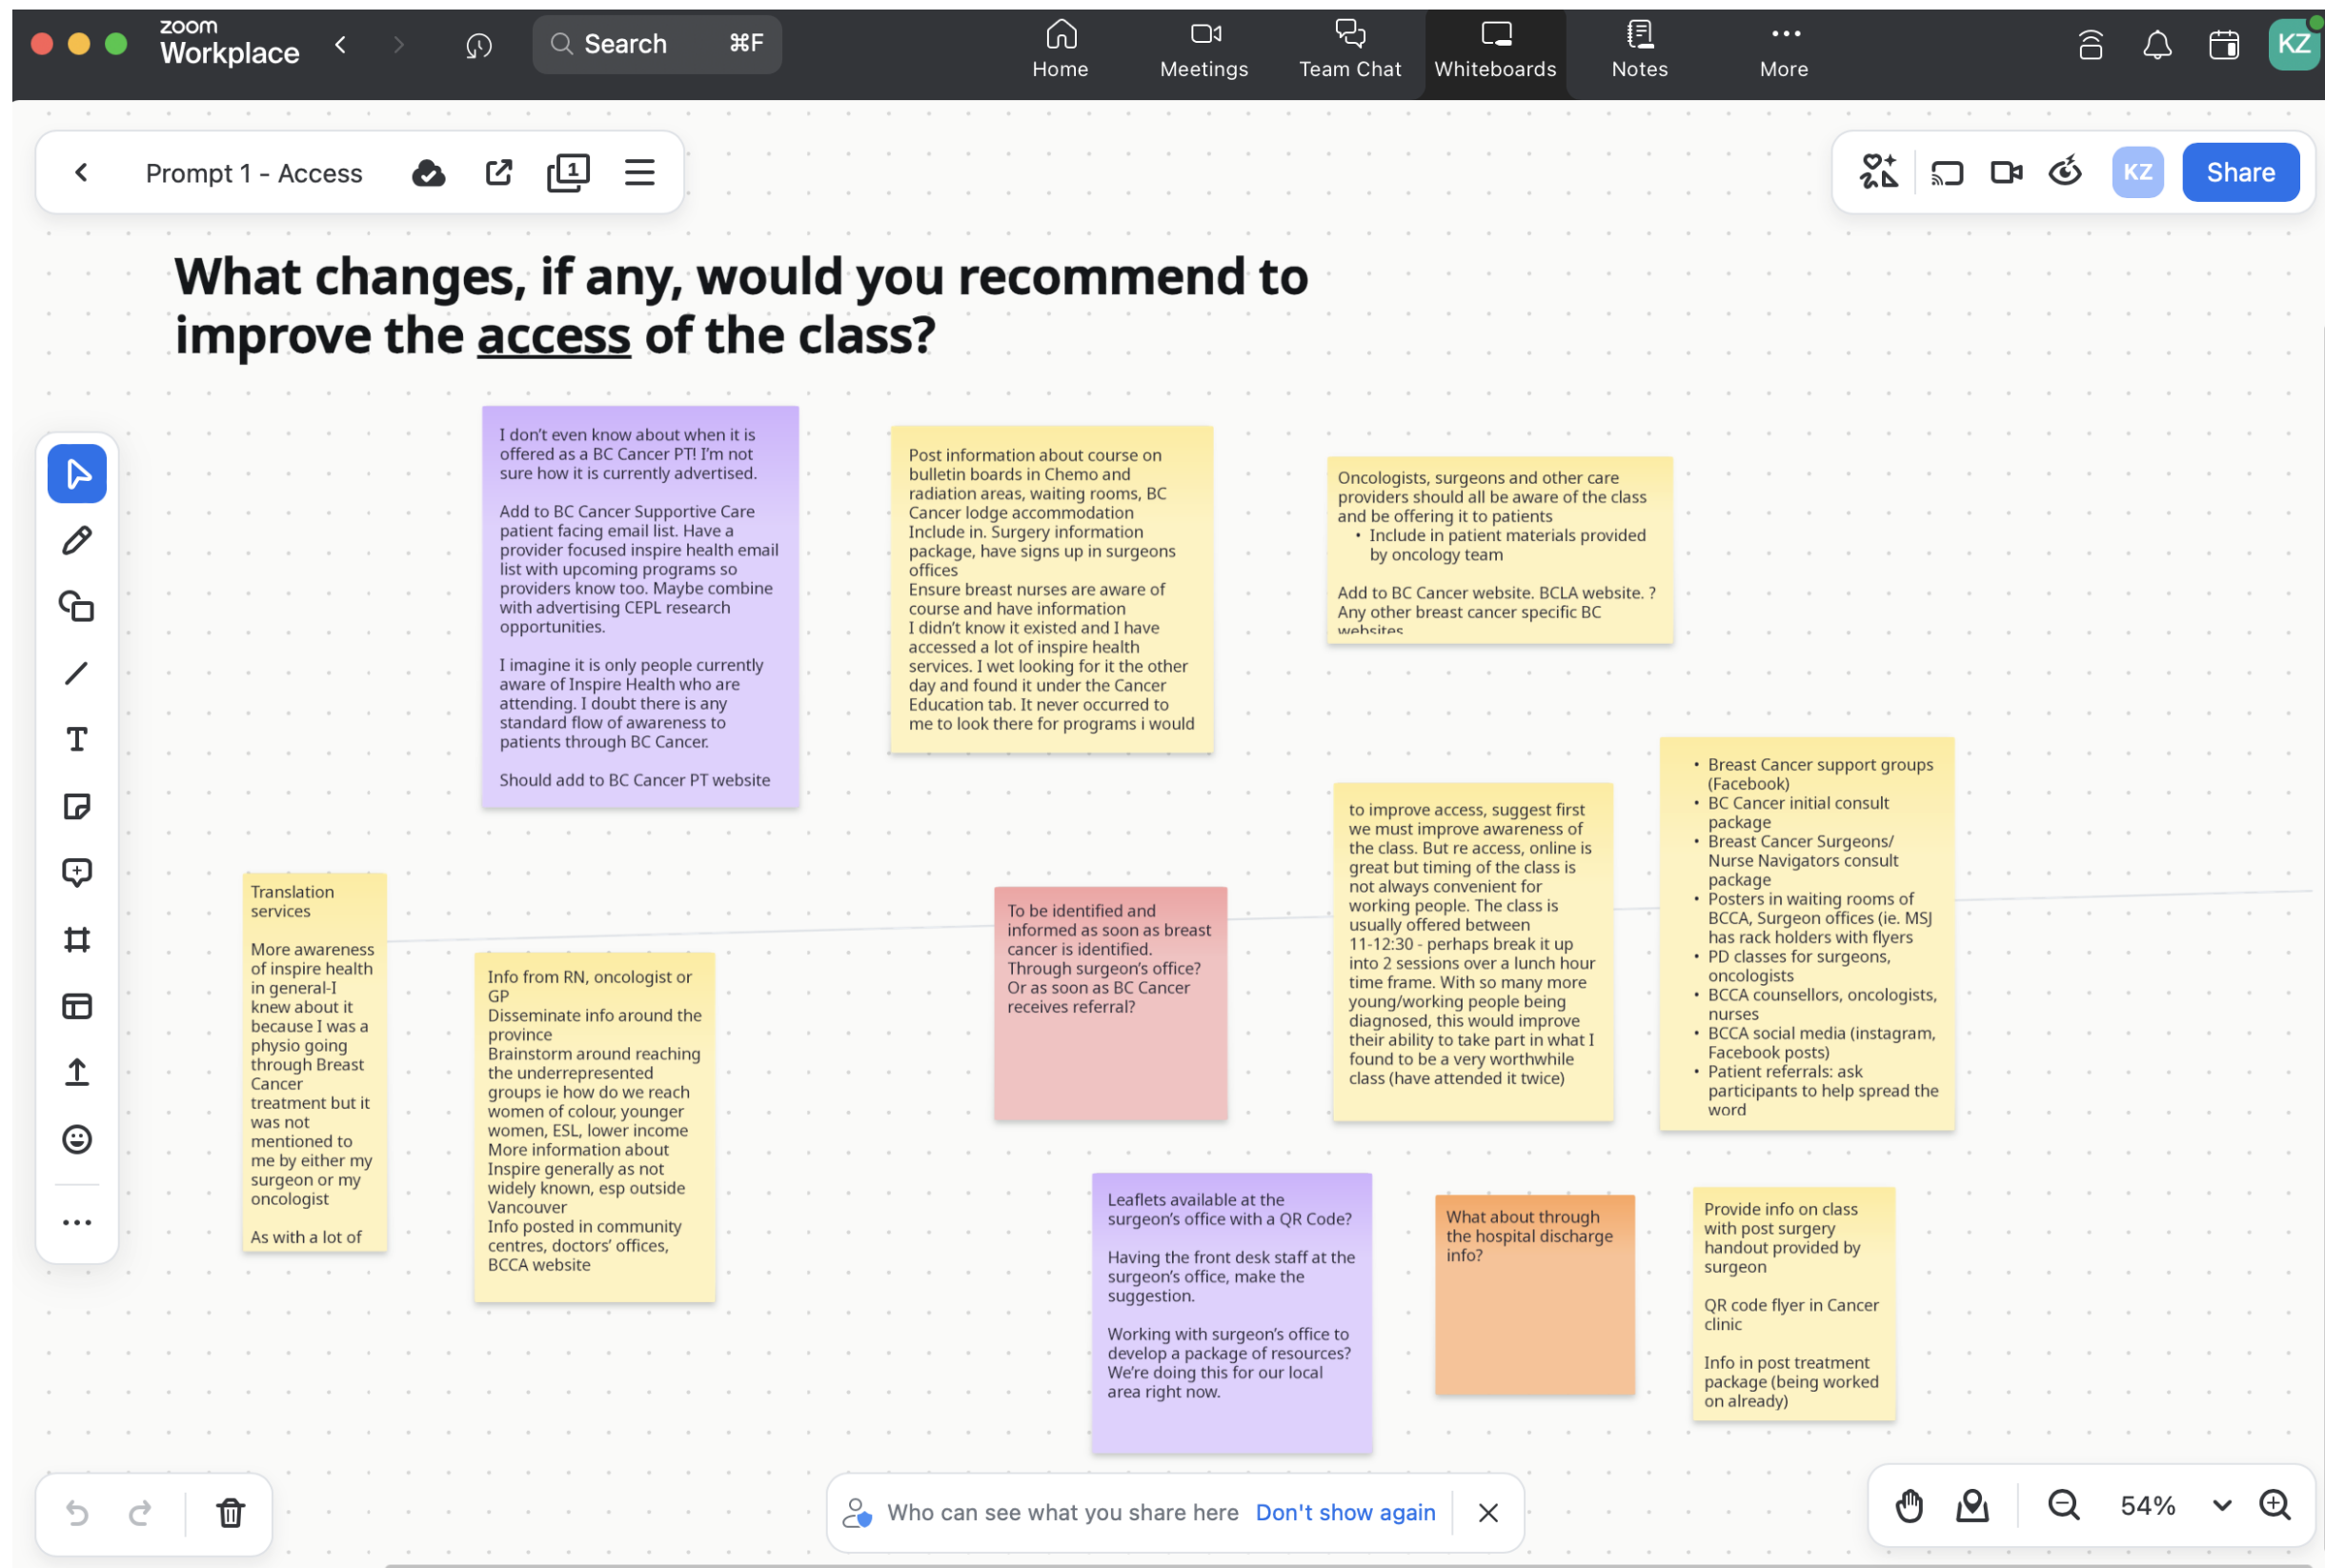 zoom
Workplace
Search
⌘F
Home
Meetings
Team Chat
Whiteboards
Notes
More
KZ
Prompt 1 - Access
1
KZ
Share
What changes, if any, would you recommend to
improve the access of the class?
I don't even know about when it is
offered as a BC Cancer PT! I'm not
sure how it is currently advertised.
Add to BC Cancer Supportive Care
patient facing email list. Have a
provider focused inspire health email
list with upcoming programs so
providers know too. Maybe combine
with advertising CEPL research
opportunities.
I imagine it is only people currently
aware of Inspire Health who are
attending. I doubt there is any
standard flow of awareness to
patients through BC Cancer.
Should add to BC Cancer PT website
Post information about course on
bulletin boards in Chemo and
radiation areas, waiting rooms, BC
Cancer lodge accommodation
Include in. Surgery information
package, have signs up in surgeons
offices
Ensure breast nurses are aware of
course and have information
I didn't know it existed and I have
accessed a lot of inspire health
services. I wet looking for it the other
day and found it under the Cancer
Education tab. It never occurred to
me to look there for programs i would
Oncologists, surgeons and other care
providers should all be aware of the class
and be offering it to patients
• Include in patient materials provided
by oncology team
Add to BC Cancer website. BCLA website. ?
Any other breast cancer specific BC
websites
Translation
services
More awareness
of inspire health
in general-I
knew about it
because I was a
physio going
through Breast
Cancer
treatment but it
was not
mentioned to
me by either my
surgeon or my
oncologist
As with a lot of
Info from RN, oncologist or
GP
Disseminate info around the
province
Brainstorm around reaching
the underrepresented
groups ie how do we reach
women of colour, younger
women, ESL, lower income
More information about
Inspire generally as not
widely known, esp outside
Vancouver
Info posted in community
centres, doctors' offices,
BCCA website
To be identified and
informed as soon as breast
cancer is identified.
Through surgeon's office?
Or as soon as BC Cancer
receives referral?
to improve access, suggest first
we must improve awareness of
the class. But re access, online is
great but timing of the class is
not always convenient for
working people. The class is
usually offered between
11-12:30 - perhaps break it up
into 2 sessions over a lunch hour
time frame. With so many more
young/working people being
diagnosed, this would improve
their ability to take part in what I
found to be a very worthwhile
class (have attended it twice)
• Breast Cancer support groups
(Facebook)
• BC Cancer initial consult
package
• Breast Cancer Surgeons/
Nurse Navigators consult
package
• Posters in waiting rooms of
BCCA, Surgeon offices (ie. MSJ
has rack holders with flyers
• PD classes for surgeons,
oncologists
• BCCA counsellors, oncologists,
nurses
• BCCA social media (instagram,
Facebook posts)
• Patient referrals: ask
participants to help spread the
word
Leaflets available at the
surgeon's office with a QR Code?
Having the front desk staff at the
surgeon's office, make the
suggestion.
Working with surgeon's office to
develop a package of resources?
We're doing this for our local
area right now.
What about through
the hospital discharge
info?
Provide info on class
with post surgery
handout provided by
surgeon
QR code flyer in Cancer
clinic
Info in post treatment
package (being worked
on already)
Who can see what you share here
Don't show again
54%